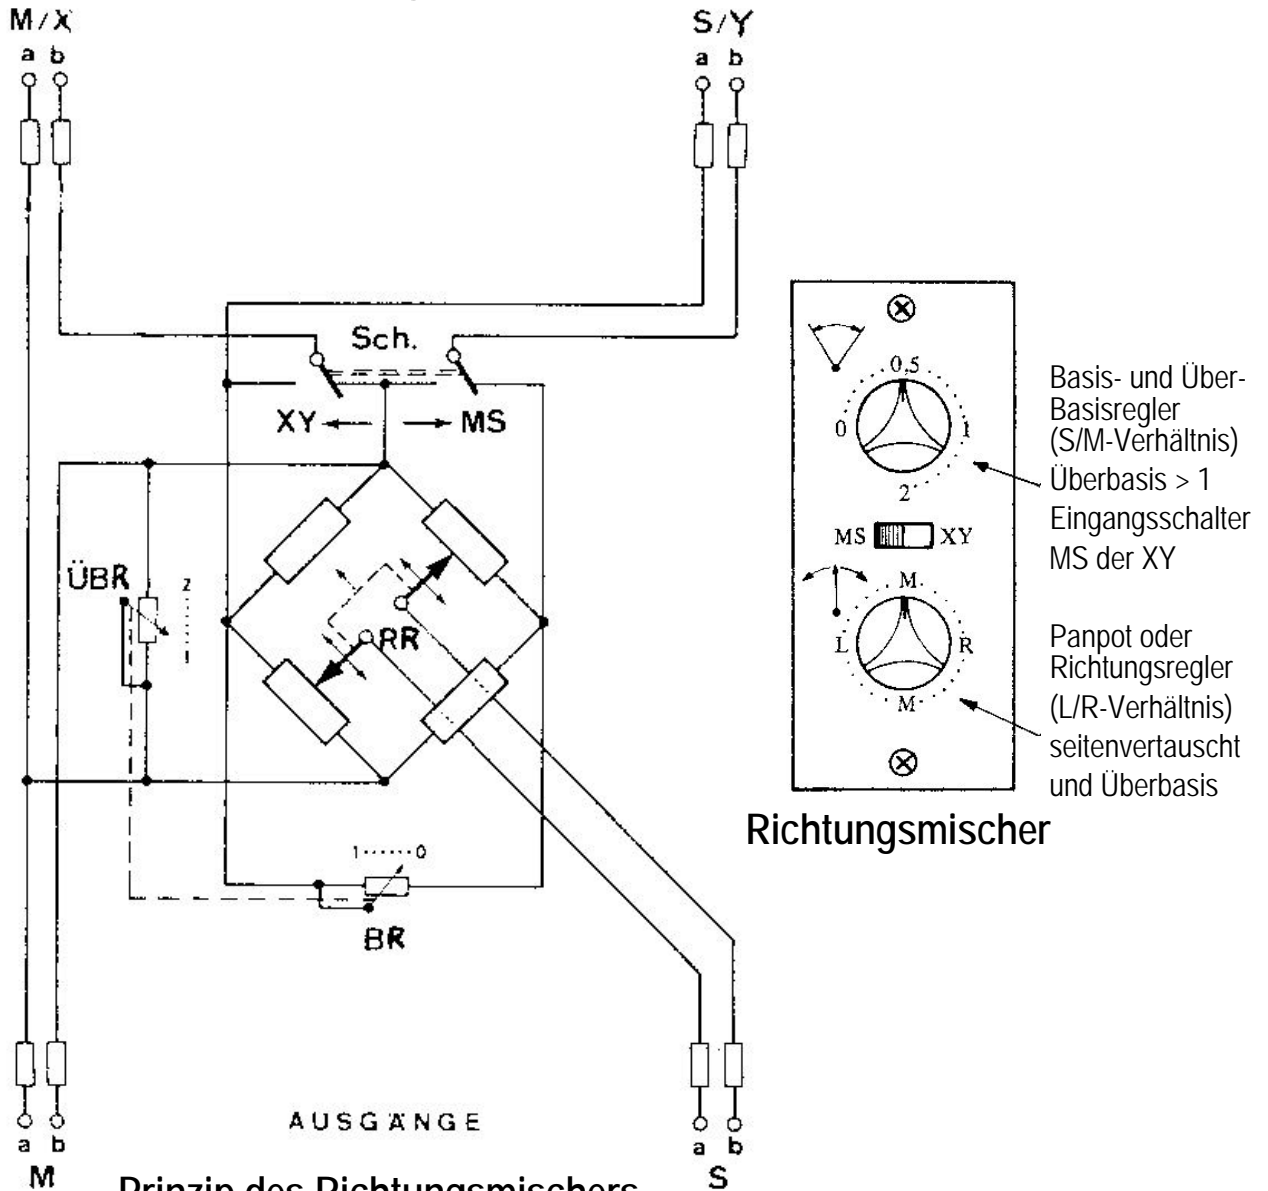 M/X
a b
S/Y
a b
Sch.
XY
MS
ÜBR
2
1
RR
1 0
BR
AUSGÄNGE
a b
M
a b
S
0,5
0
1
2
MS
XY
M
L
R
M
Basis- und Über-
Basisregler
(S/M-Verhältnis)
Überbasis > 1
Eingangsschalter
MS der XY
Panpot oder
Richtungsregler
(L/R-Verhältnis)
seitenvertauscht
und Überbasis
Richtungsmischer
Prinzip des Richtungsmischers